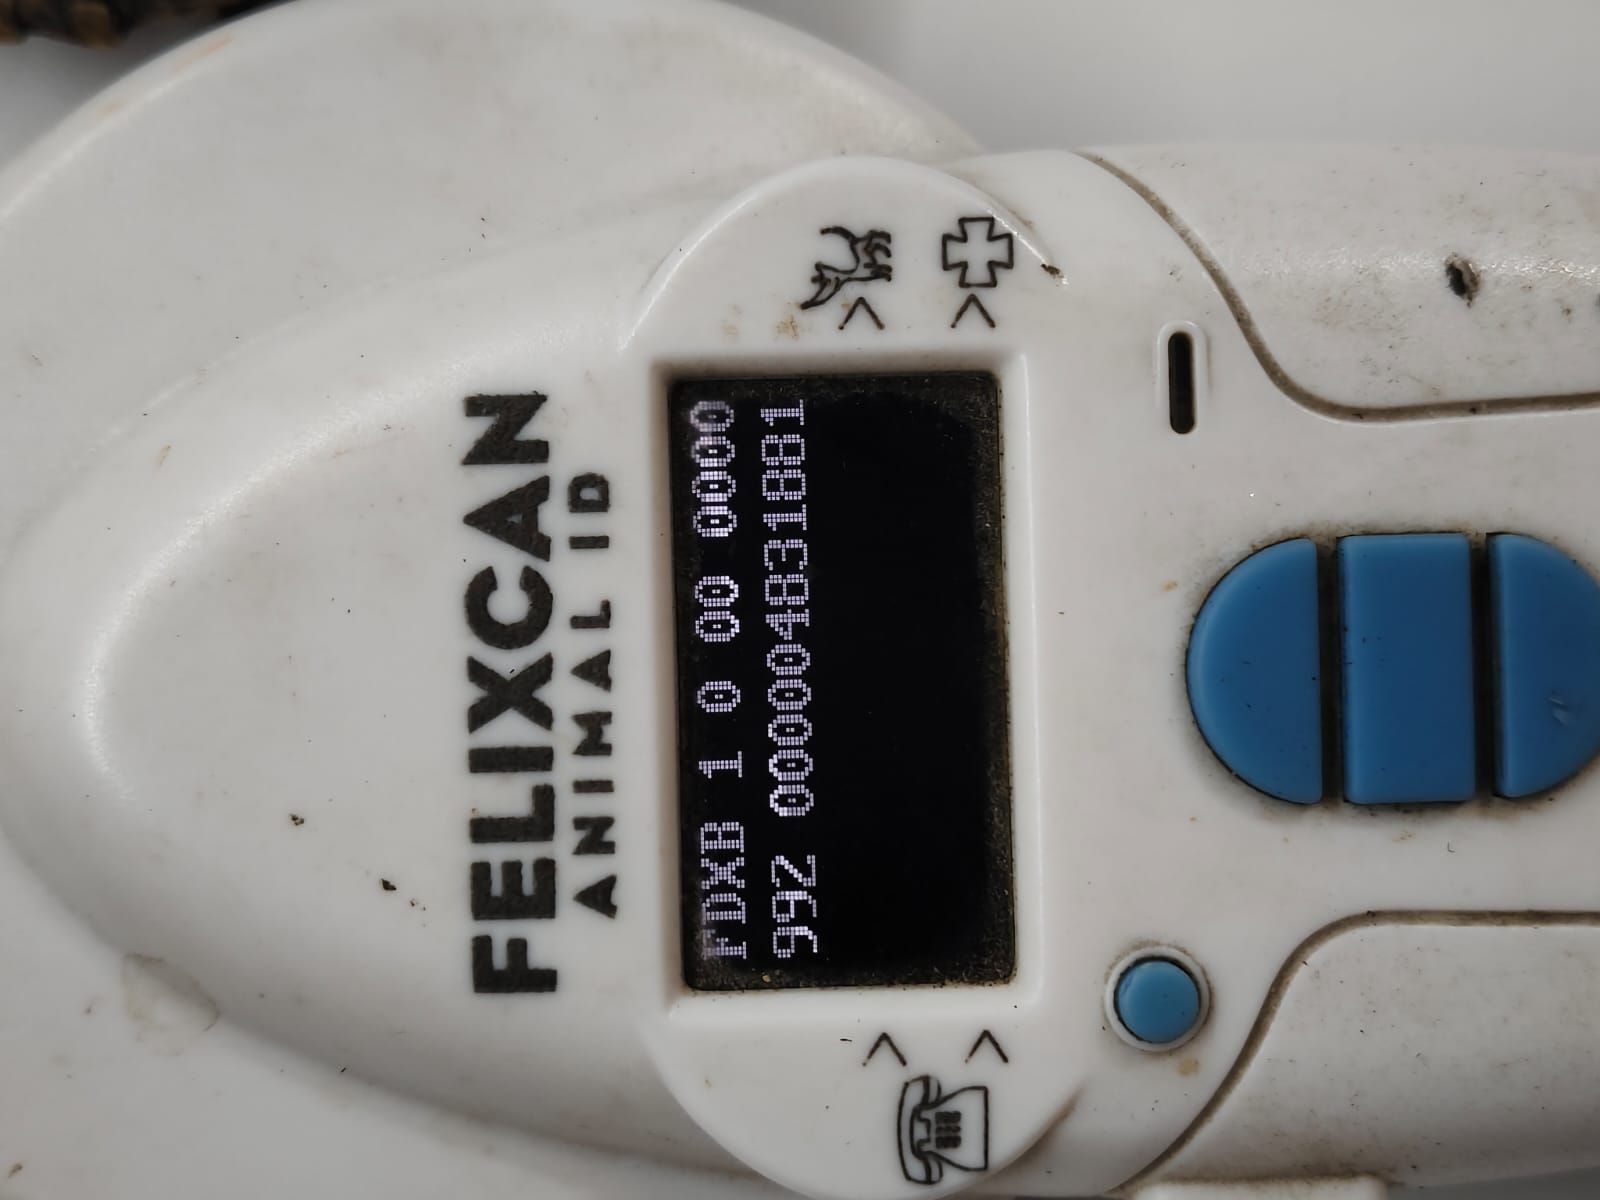 FELIXCAN
ANIMAL ID
FDXB 1 0 00 0000
992 000004831881